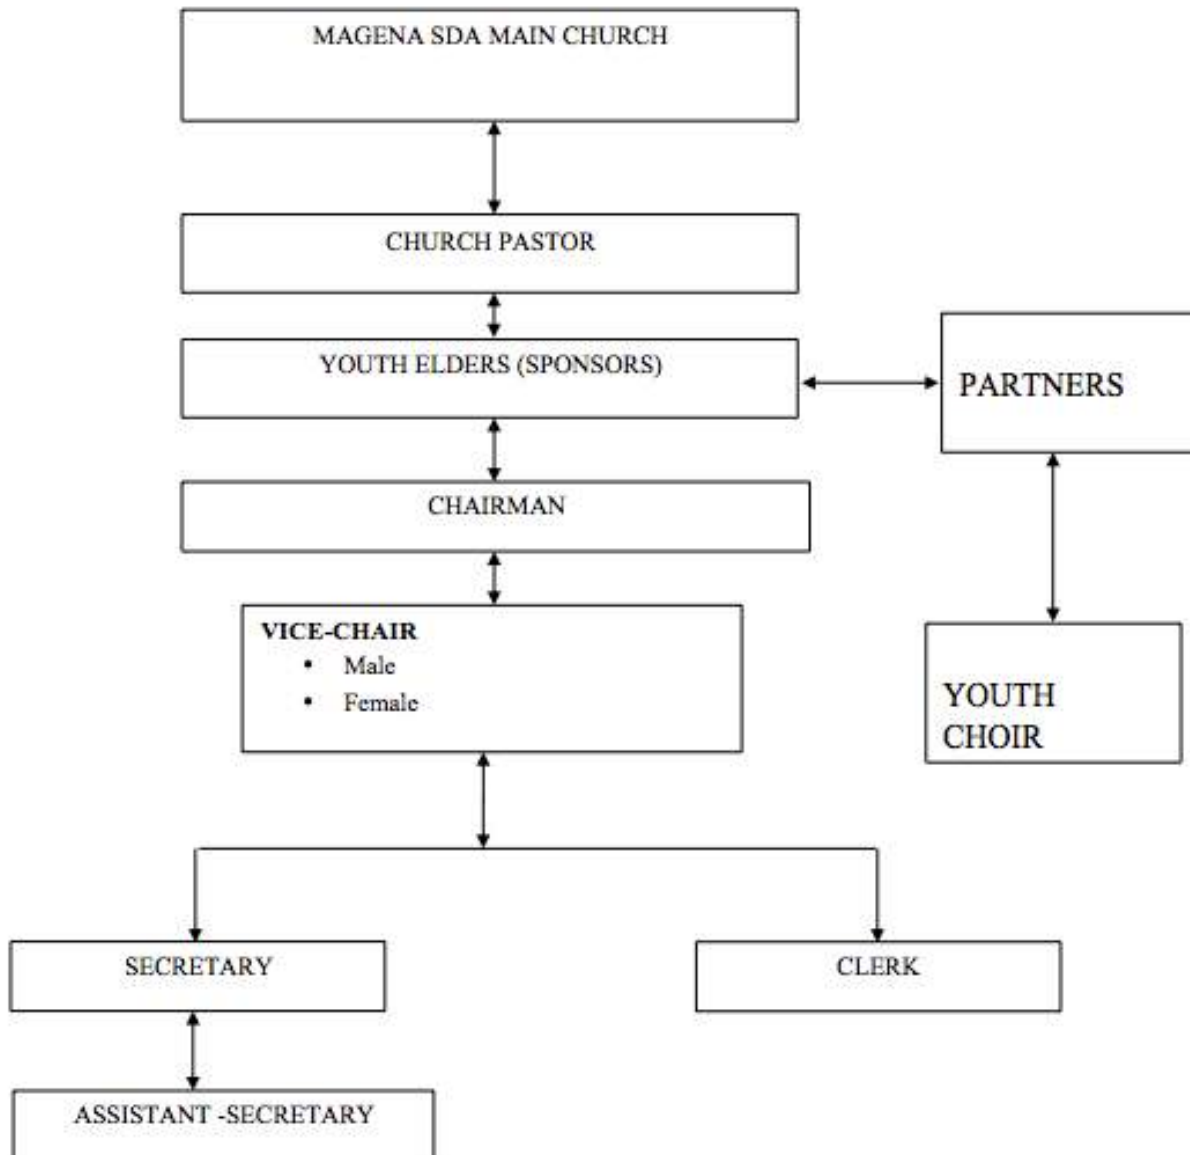 MAGENA SDA MAIN CHURCH
CHURCH PASTOR
YOUTH ELDERS (SPONSORS)
PARTNERS
CHAIRMAN
VICE-CHAIR
• Male
• Female
YOUTH
CHOIR
SECRETARY
CLERK
ASSISTANT -SECRETARY